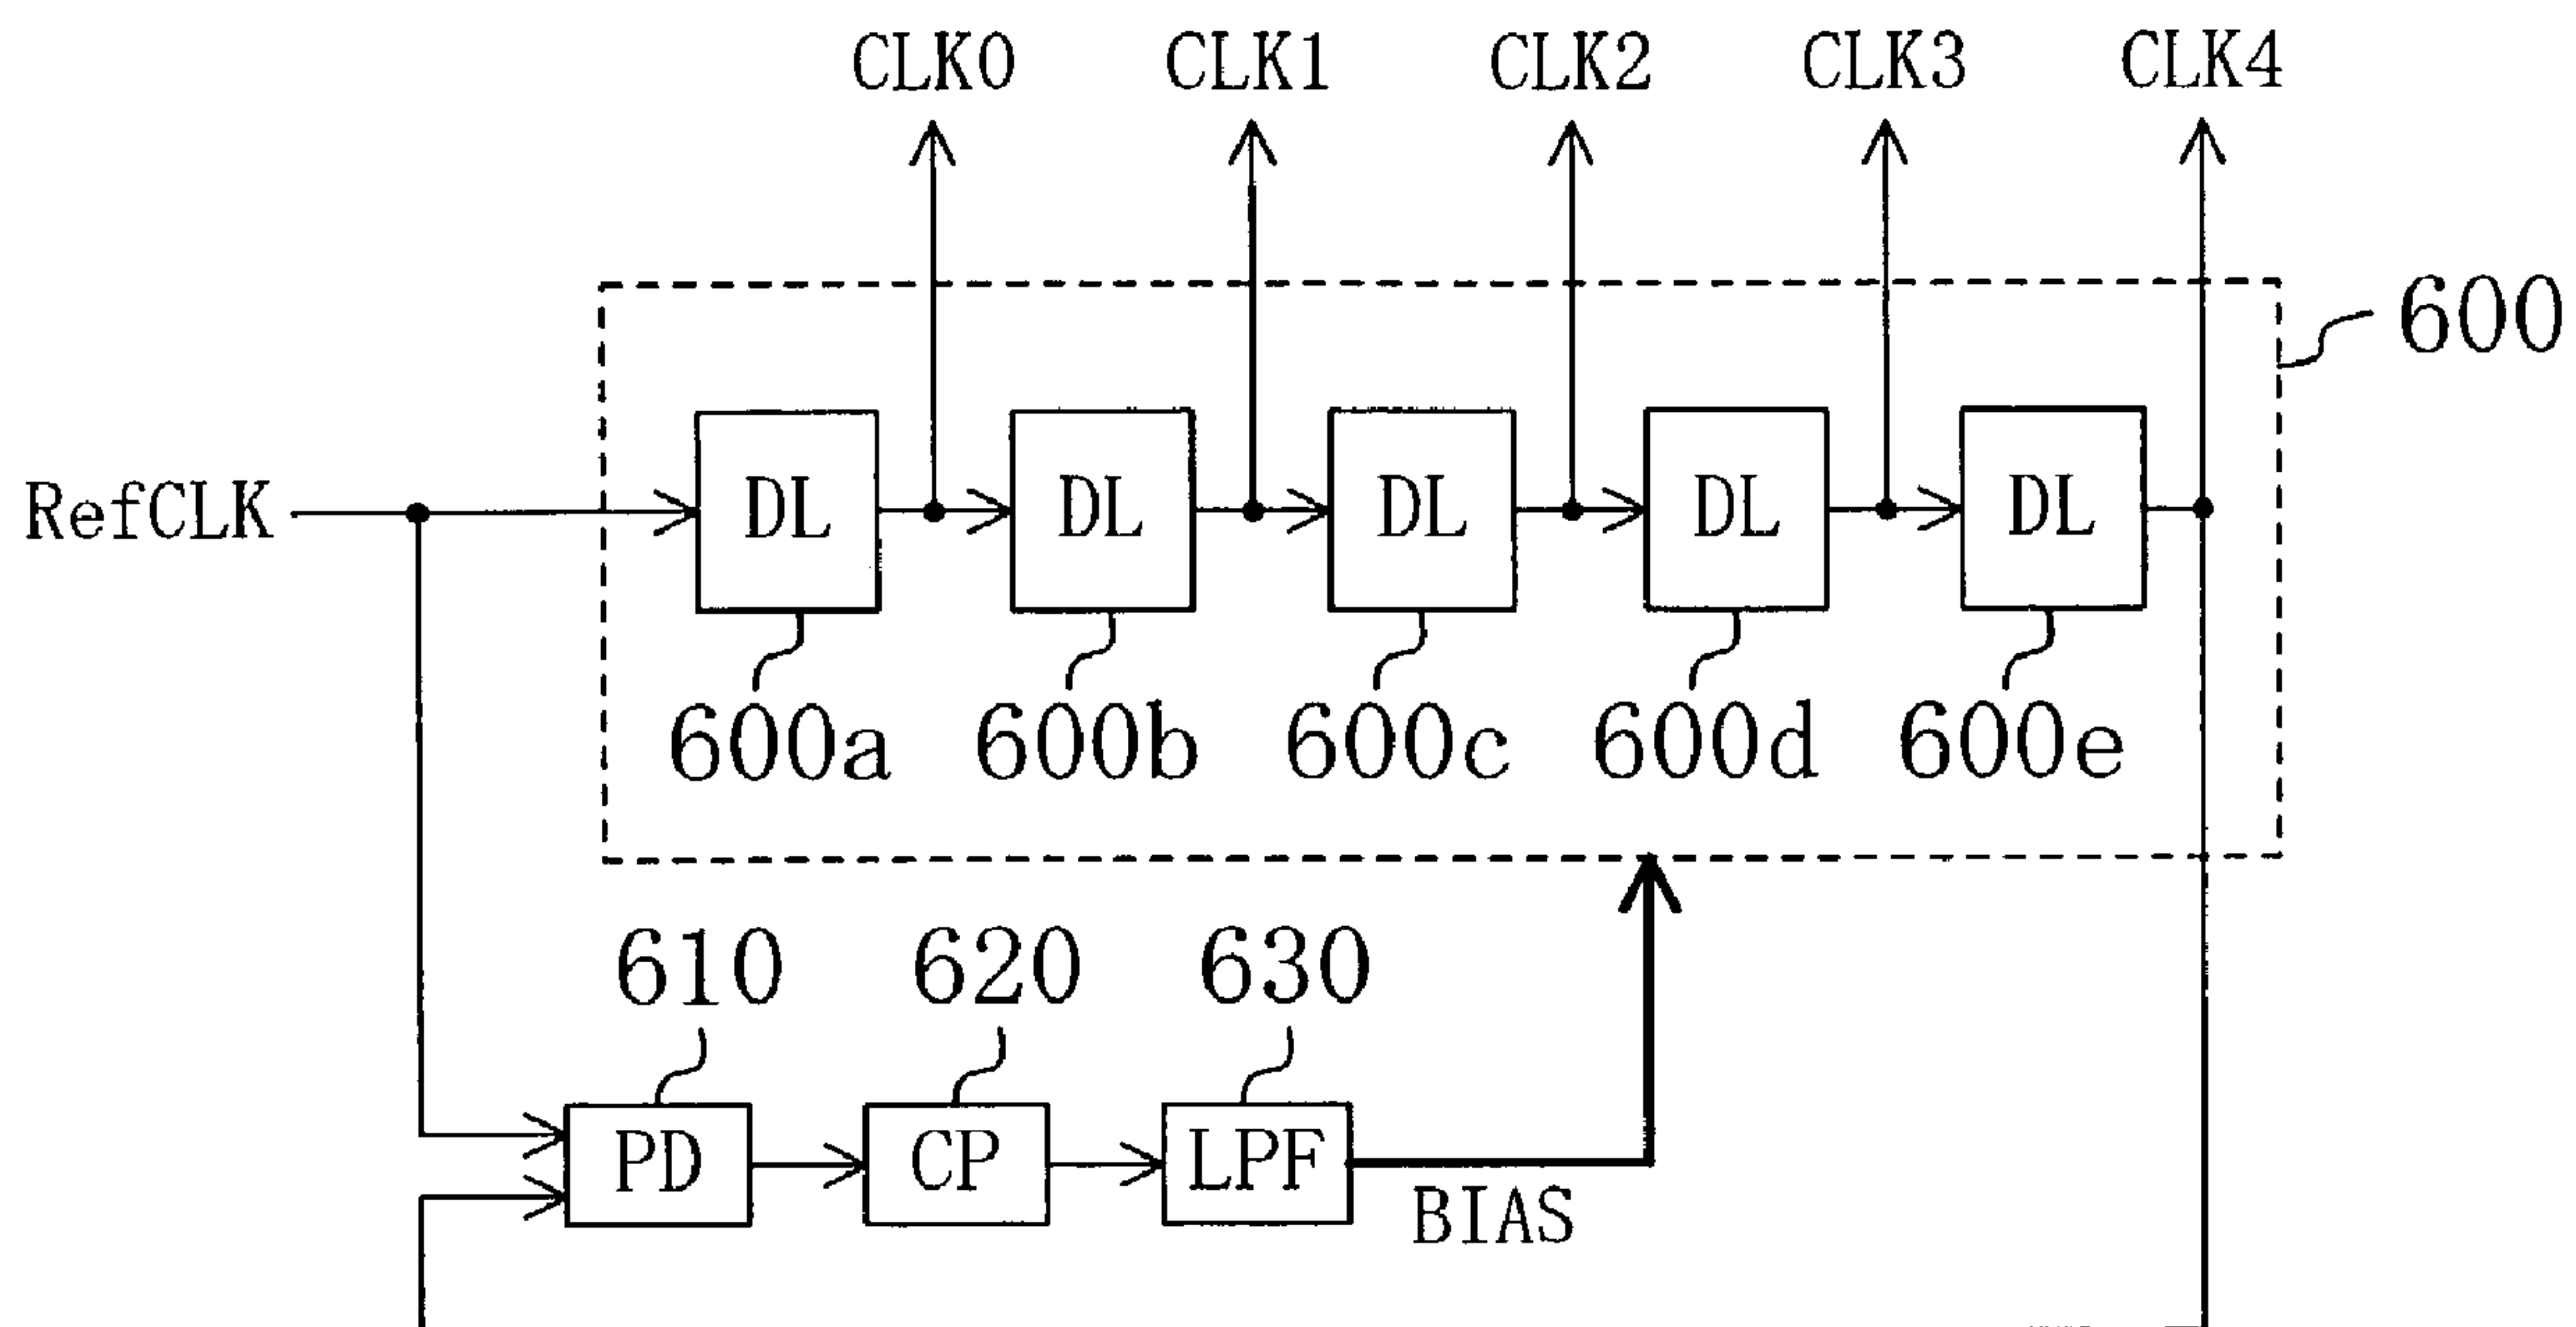 CLK0 CLK1 CLK2 CLK3 CLK4
600
RefCLK DL DL DL DL DL
600a 600b 600c 600d 600e
610 620 630
PD CP LPF
BIAS